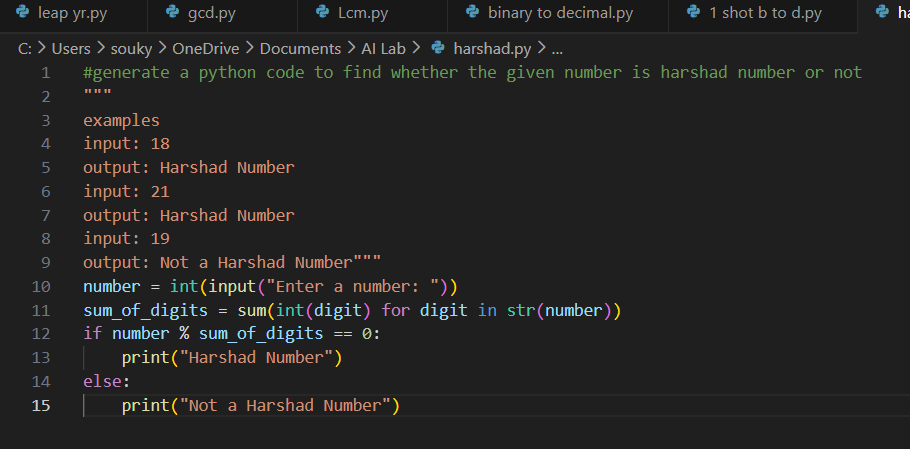 leap yr.py gcd.py Lcm.py binary to decimal.py 1 shot b to d.py
C: > Users > souky > OneDrive > Documents > AI Lab > harshad.py > ...
1 #generate a python code to find whether the given number is harshad number or not
2 """
3 examples
4 input: 18
5 output: Harshad Number
6 input: 21
7 output: Harshad Number
8 input: 19
9 output: Not a Harshad Number"""
10 number = int(input("Enter a number: "))
11 sum_of_digits = sum(int(digit) for digit in str(number))
12 if number % sum_of_digits == 0:
13     print("Harshad Number")
14 else:
15     print("Not a Harshad Number")